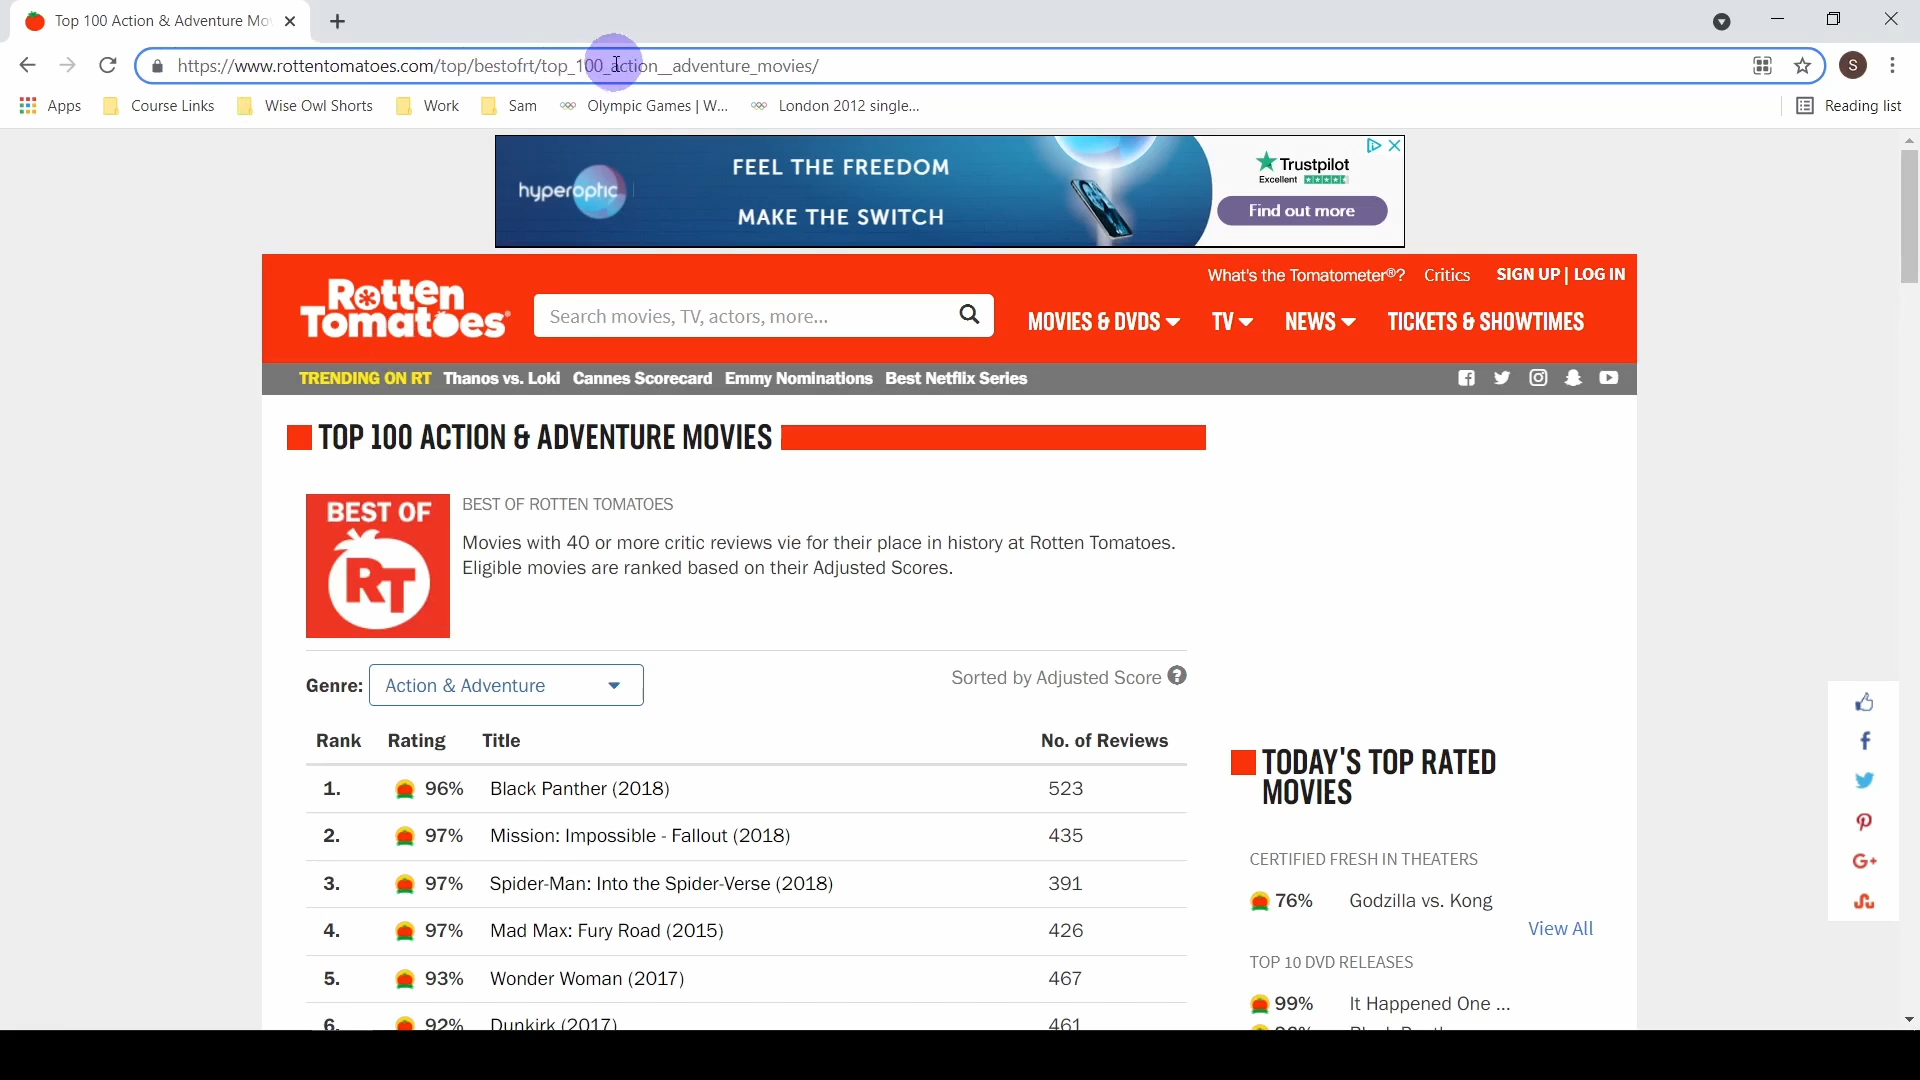 Top 100 Action & Adventure Mov
https://www.rottentomatoes.com/top/bestofrt/top_100_action__adventure_movies/
S
Apps
Course Links
Wise Owl Shorts
Work
Sam
Olympic Games | W...
London 2012 single...
Reading list
hyperoptic
FEEL THE FREEDOM
MAKE THE SWITCH
Trustpilot
Excellent
Find out more
Rotten
Tomatoes
Search movies, TV, actors, more...
What's the Tomatometer®?
Critics
SIGN UP | LOG IN
MOVIES & DVDS
TV
NEWS
TICKETS & SHOWTIMES
TRENDING ON RT
Thanos vs. Loki
Cannes Scorecard
Emmy Nominations
Best Netflix Series
TOP 100 ACTION & ADVENTURE MOVIES
BEST OF
RT
BEST OF ROTTEN TOMATOES
Movies with 40 or more critic reviews vie for their place in history at Rotten Tomatoes.
Eligible movies are ranked based on their Adjusted Scores.
Genre:
Action & Adventure
Sorted by Adjusted Score ?
Rank Rating Title No. of Reviews
1. 96% Black Panther (2018) 523
2. 97% Mission: Impossible - Fallout (2018) 435
3. 97% Spider-Man: Into the Spider-Verse (2018) 391
4. 97% Mad Max: Fury Road (2015) 426
5. 93% Wonder Woman (2017) 467
6. 92% Dunkirk (2017) 461
TODAY'S TOP RATED
MOVIES
CERTIFIED FRESH IN THEATERS
76% Godzilla vs. Kong
View All
TOP 10 DVD RELEASES
99% It Happened One ...